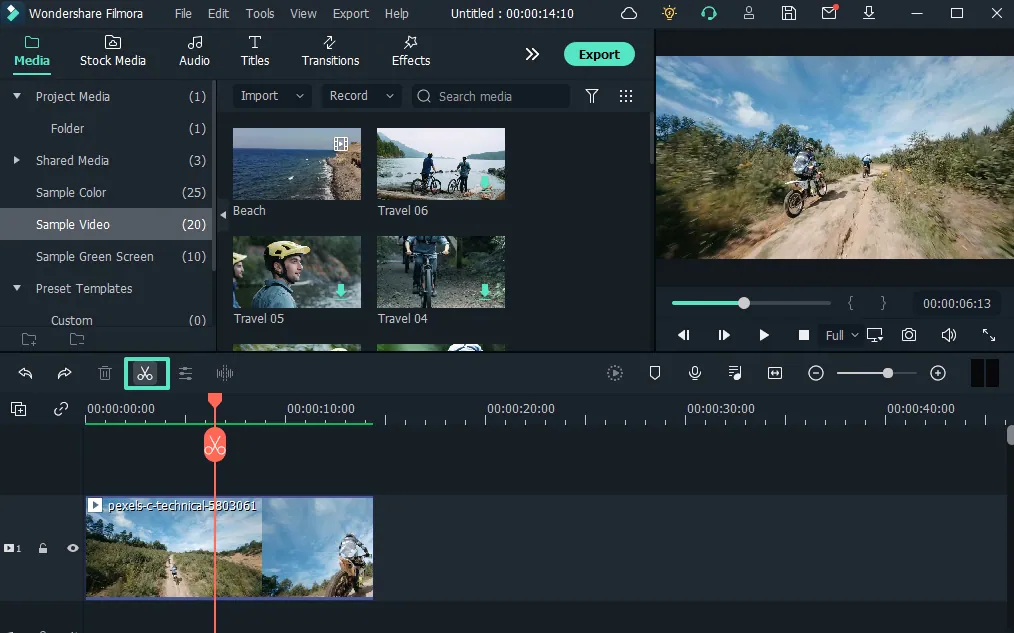 Wondershare Filmora File Edit Tools View Export Help Untitled : 00:00:14:10
Media Stock Media Audio Titles Transitions Effects Export
Project Media (1)
Folder (1)
Shared Media (3)
Sample Color (25)
Sample Video (20)
Sample Green Screen (10)
Preset Templates
Custom (0)
Import Record Search media
Beach Travel 06
Travel 05 Travel 04
{ } 00:00:06:13
Full
00:00:00:00 00:00:10:00 00:00:20:00 00:00:30:00 00:00:40:00
pexels-c-technical-5803061
1